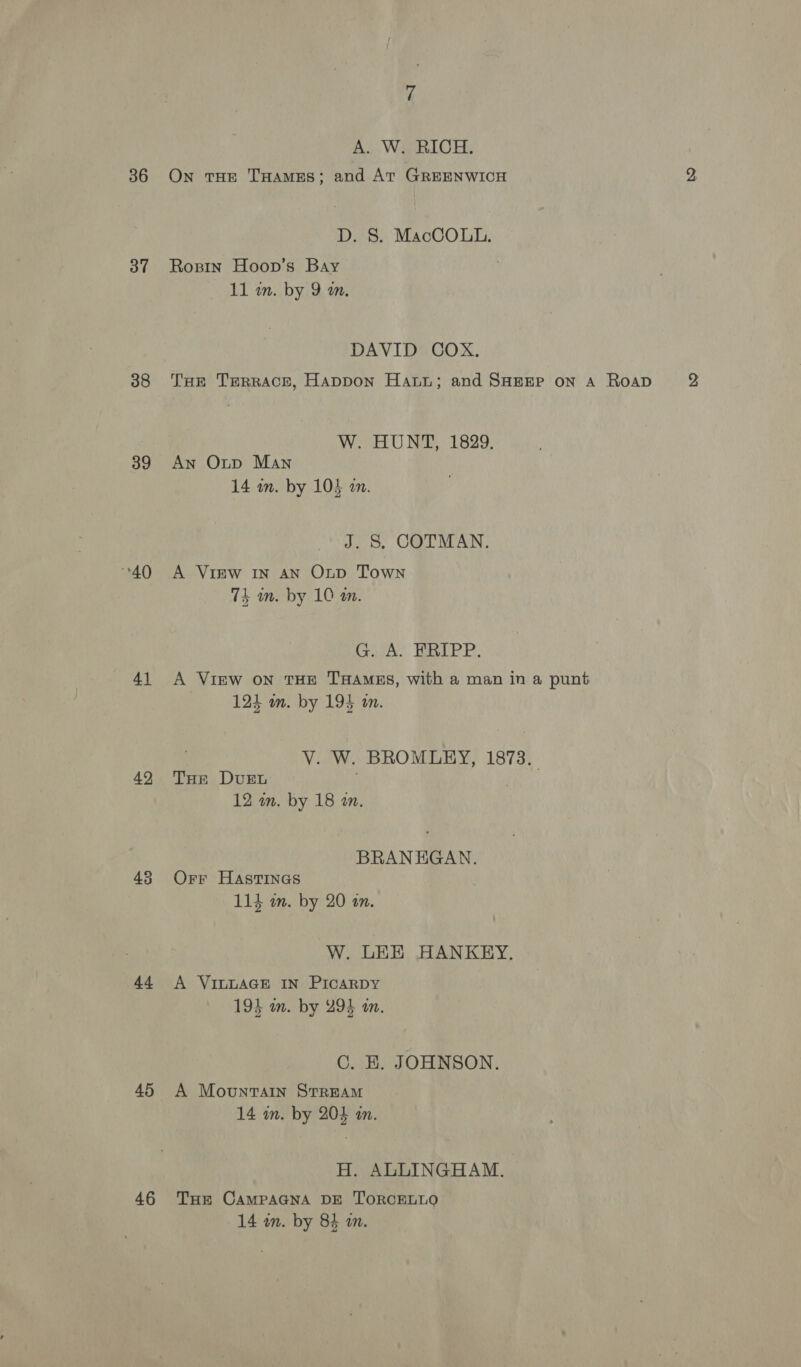 7
A. W. RICH.
36 On the Thames; and At Greenwich 2
D. S. MacCOLL.
37 Robin Hood's Bay
11 in. by 9 in.
DAVID COX.
38 The Terrace, Haddon Hall; and Sheep on a Road 2
W. HUNT, 1829.
39 An Old Man
14 in. by 10½ in.
J. S. COTMAN.
40 A View in an Old Town
7½ in. by 10 in.
G. A. FRIPP.
41 A View on the Thames, with a man in a punt
12½ in. by 19½ in.
V. W. BROMLEY, 1873.
42 The Duel
12 in. by 18 in.
BRANEGAN.
43 Off Hastings
11½ in. by 20 in.
W. LEE HANKEY.
44 A Village in Picardy
19½ in. by 29½ in.
C. E. JOHNSON.
45 A Mountain Stream
14 in. by 20½ in.
H. ALLINGHAM.
46 The Campagna de Torcello
14 in. by 8½ in.